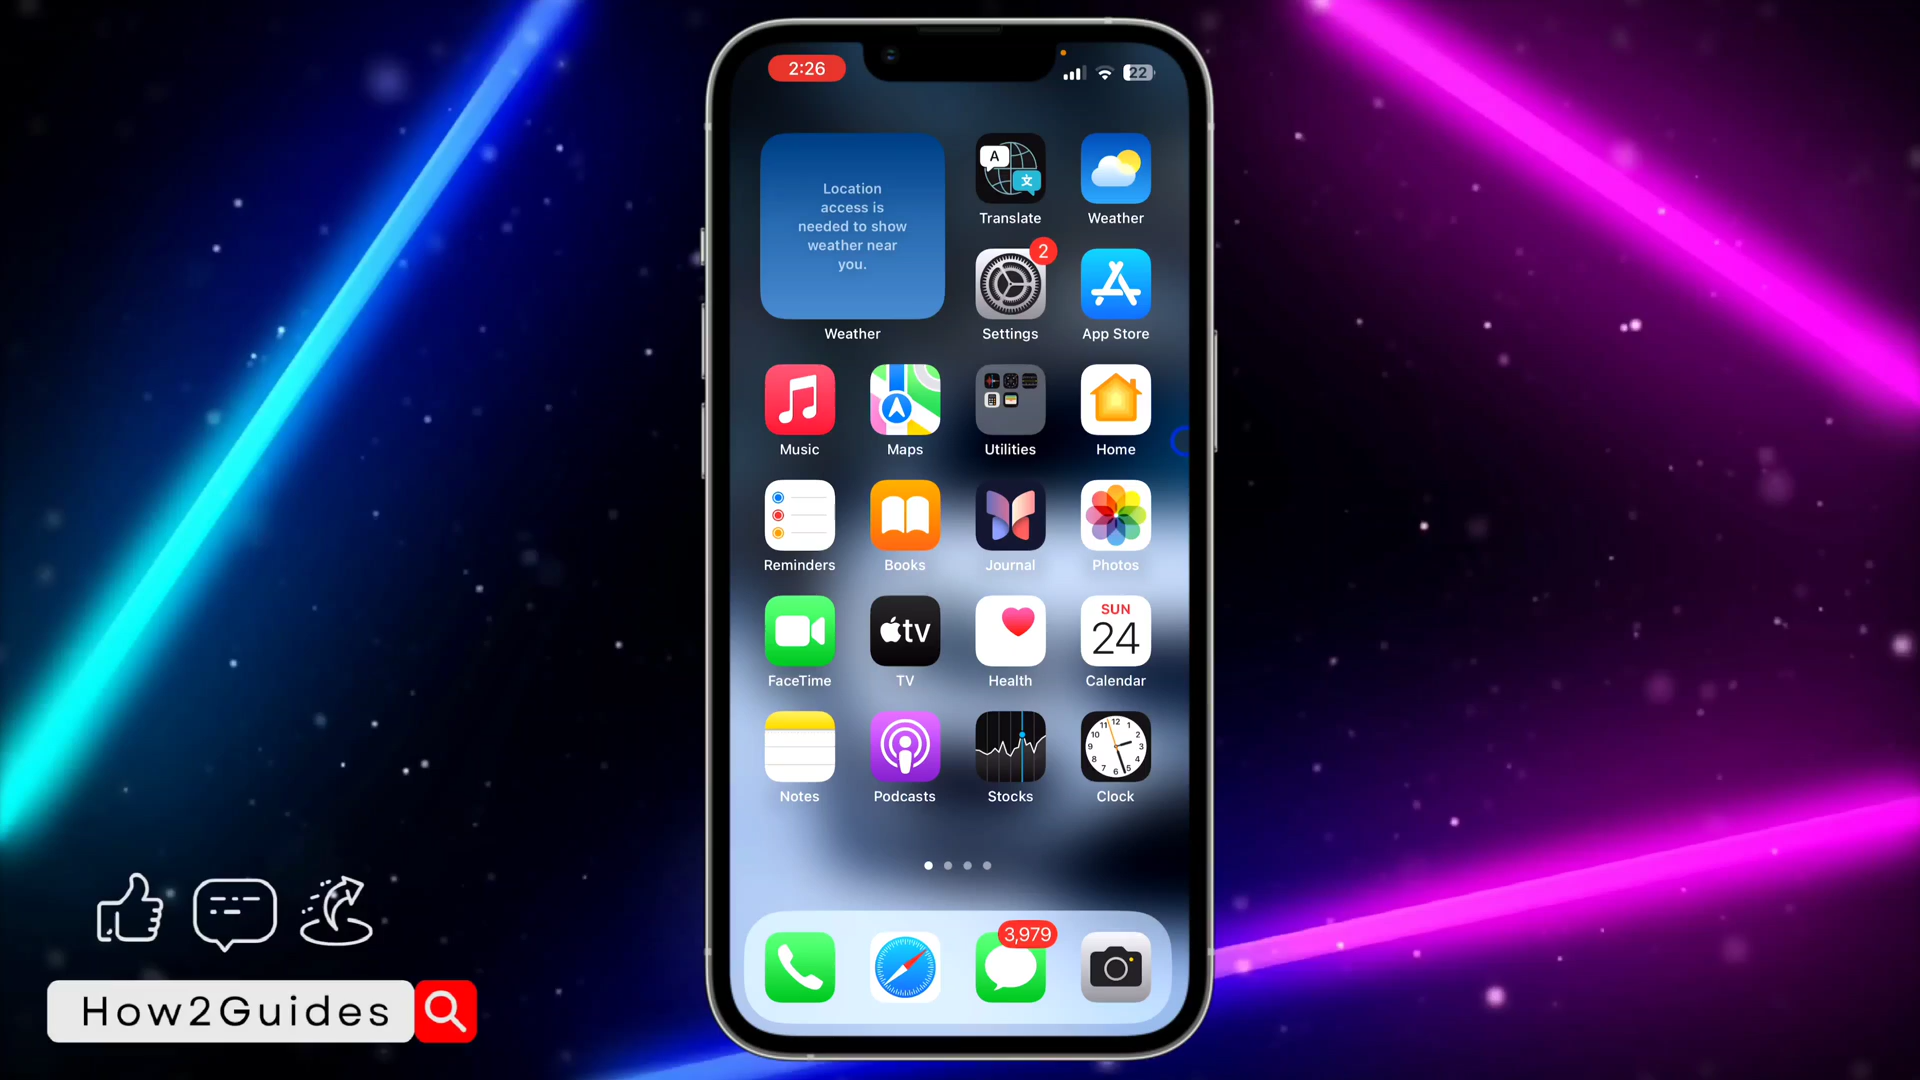 2:26
22
Location
access is
needed to show
weather near
you.
Weather
A
文
Translate
Weather
2
Settings
App Store
Music
Maps
Utilities
Home
Reminders
Books
Journal
Photos
FaceTime
tv
TV
Health
SUN
24
Calendar
Notes
Podcasts
Stocks
12
1
2
3
4
5
6
7
8
9
10
11
Clock
3,979
How2Guides